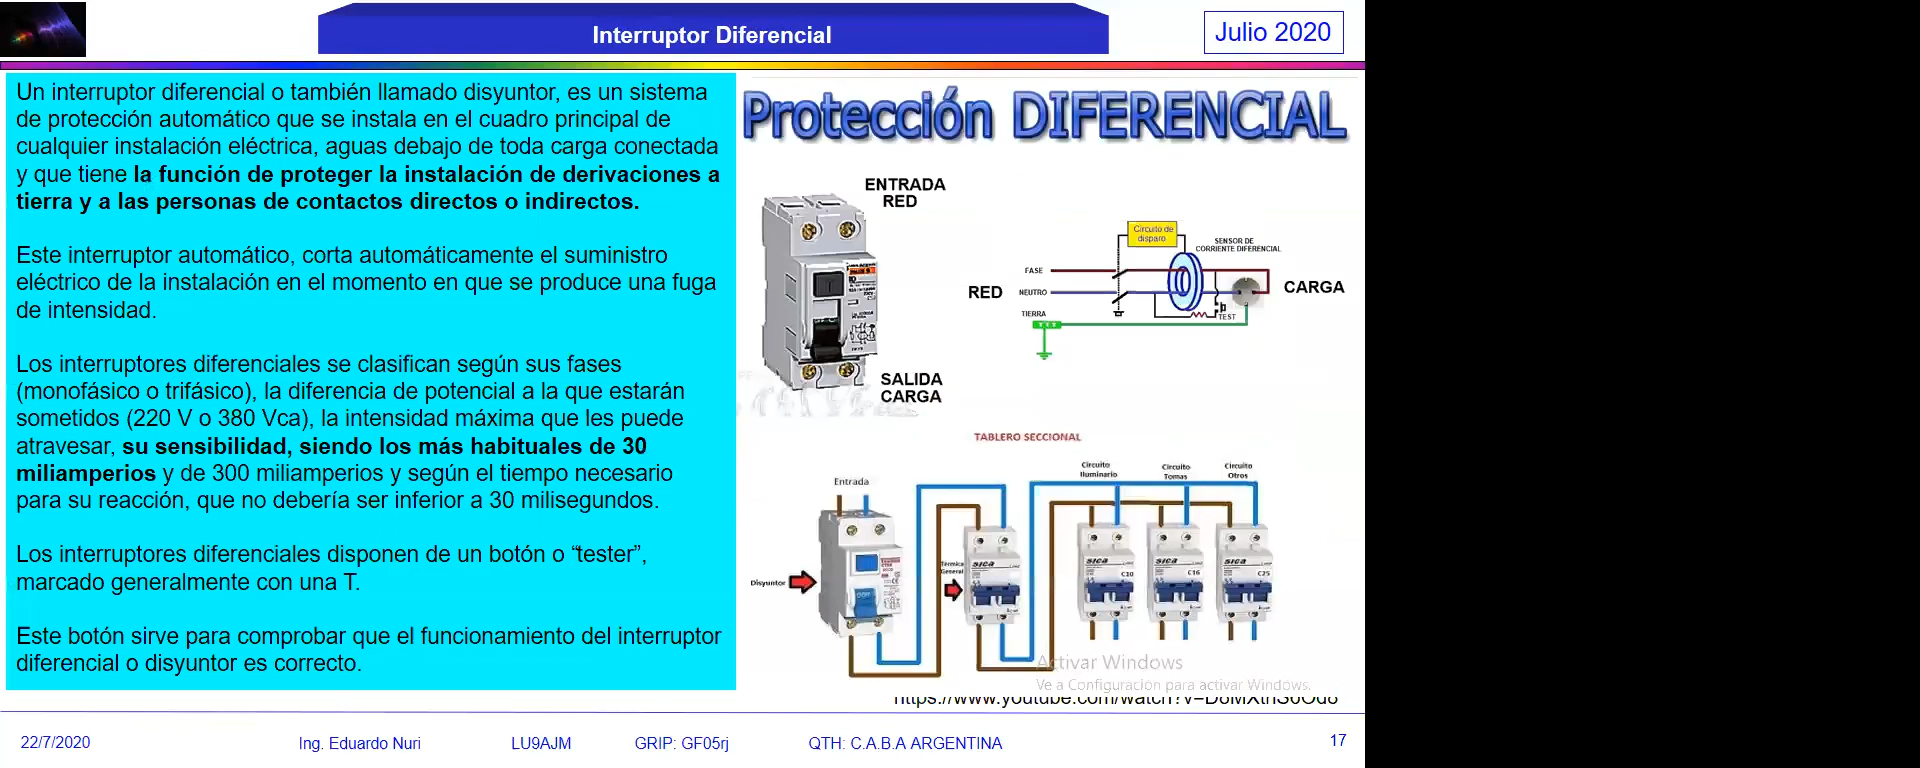 Interruptor Diferencial
Julio 2020
Un interruptor diferencial o también llamado disyuntor, es un sistema
de protección automático que se instala en el cuadro principal de
cualquier instalación eléctrica, aguas debajo de toda carga conectada
y que tiene la función de proteger la instalación de derivaciones a
tierra y a las personas de contactos directos o indirectos.
Este interruptor automático, corta automáticamente el suministro
eléctrico de la instalación en el momento en que se produce una fuga
de intensidad.
Los interruptores diferenciales se clasifican según sus fases
(monofásico o trifásico), la diferencia de potencial a la que estarán
sometidos (220 V o 380 Vca), la intensidad máxima que les puede
atravesar, su sensibilidad, siendo los más habituales de 30
miliamperios y de 300 miliamperios y según el tiempo necesario
para su reacción, que no debería ser inferior a 30 milisegundos.
Los interruptores diferenciales disponen de un botón o “tester”,
marcado generalmente con una T.
Este botón sirve para comprobar que el funcionamiento del interruptor
diferencial o disyuntor es correcto.
Protección DIFERENCIAL
ENTRADA
RED
SALIDA
CARGA
Circuito de
disparo
SENSOR DE
CORRIENTE DIFERENCIAL
FASE
RED
NEUTRO
CARGA
TIERRA
TEST
TABLERO SECCIONAL
Circuito
Iluminario
Circuito
Tomas
Circuito
Otros
Entrada
Disyuntor
Térmica
General
sica
sica
C10
sica
C16
sica
C25
Activar Windows
Ve a Configuración para activar Windows.
22/7/2020
Ing. Eduardo Nuri
LU9AJM
GRIP: GF05rj
QTH: C.A.B.A ARGENTINA
17